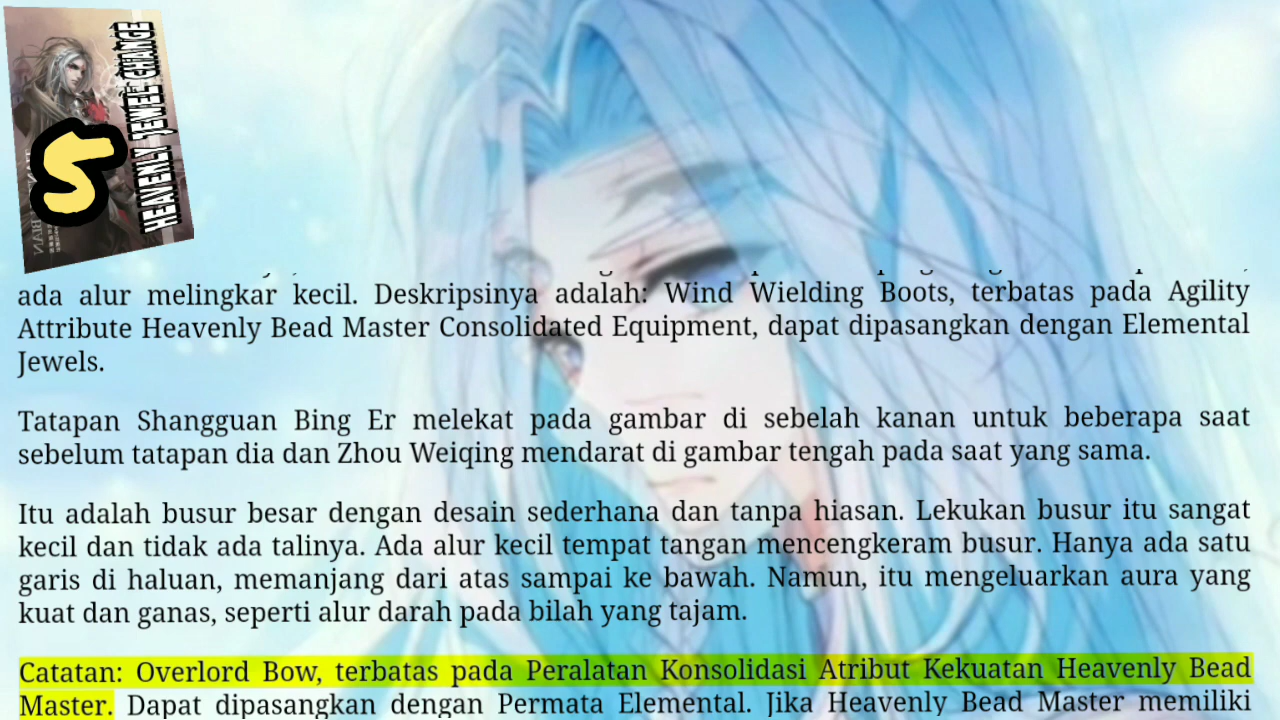 HEAVENLY JEWEL CHANGE
5
ada alur melingkar kecil. Deskripsinya adalah: Wind Wielding Boots, terbatas pada Agility
Attribute Heavenly Bead Master Consolidated Equipment, dapat dipasangkan dengan Elemental
Jewels.
Tatapan Shangguan Bing Er melekat pada gambar di sebelah kanan untuk beberapa saat
sebelum tatapan dia dan Zhou Weiqing mendarat di gambar tengah pada saat yang sama.
Itu adalah busur besar dengan desain sederhana dan tanpa hiasan. Lekukan busur itu sangat
kecil dan tidak ada talinya. Ada alur kecil tempat tangan mencengkeram busur. Hanya ada satu
garis di haluan, memanjang dari atas sampai ke bawah. Namun, itu mengeluarkan aura yang
kuat dan ganas, seperti alur darah pada bilah yang tajam.
Catatan: Overlord Bow, terbatas pada Peralatan Konsolidasi Atribut Kekuatan Heavenly Bead
Master. Dapat dipasangkan dengan Permata Elemental. Jika Heavenly Bead Master memiliki